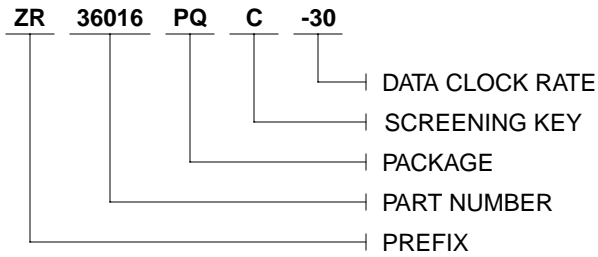 ZR 36016 PQ C -30
DATA CLOCK RATE
SCREENING KEY
PACKAGE
PART NUMBER
PREFIX